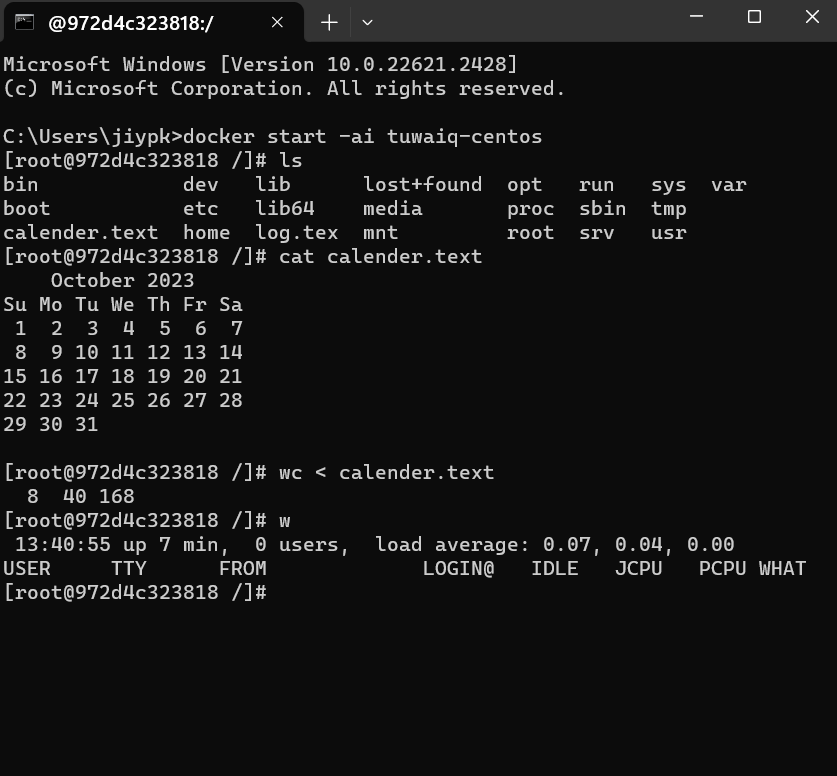 @972d4c323818:/
Microsoft Windows [Version 10.0.22621.2428]
(c) Microsoft Corporation. All rights reserved.
C:\Users\jiypk>docker start -ai tuwaiq-centos
[root@972d4c323818 /]# ls
bin            dev   lib      lost+found  opt   run   sys  var
boot           etc   lib64    media       proc  sbin  tmp
calender.text  home  log.tex  mnt         root  srv   usr
[root@972d4c323818 /]# cat calender.text
    October 2023
Su Mo Tu We Th Fr Sa
 1  2  3  4  5  6  7
 8  9 10 11 12 13 14
15 16 17 18 19 20 21
22 23 24 25 26 27 28
29 30 31
[root@972d4c323818 /]# wc < calender.text
  8  40 168
[root@972d4c323818 /]# w
 13:40:55 up 7 min,  0 users,  load average: 0.07, 0.04, 0.00
USER     TTY      FROM             LOGIN@   IDLE   JCPU   PCPU WHAT
[root@972d4c323818 /]#